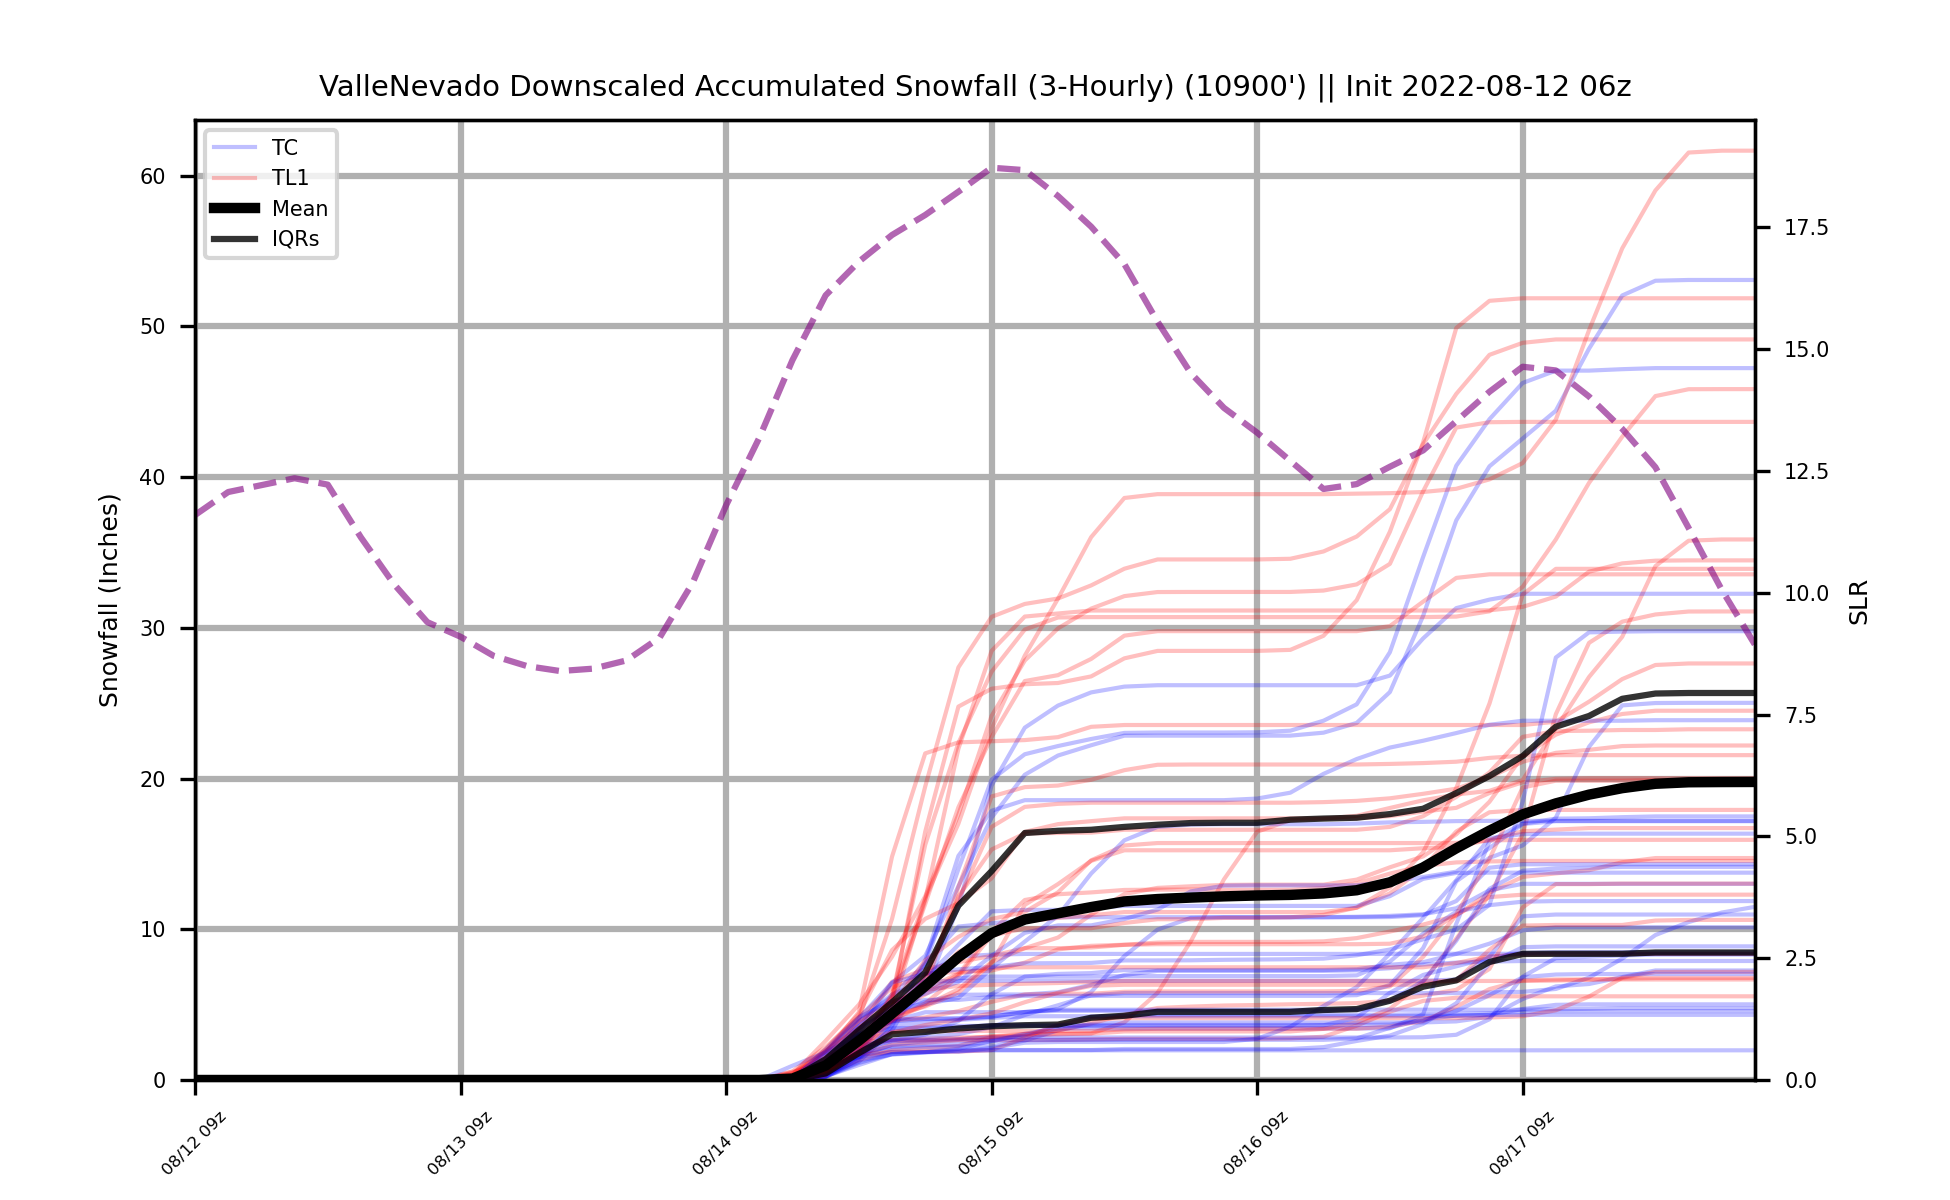 ValleNevado Downscaled Accumulated Snowfall (3-Hourly) (10900') || Init 2022-08-12 06z
TC
TL1
Mean
IQRs
Snowfall (Inches)
60
50
40
30
20
10
0
17.5
15.0
12.5
10.0
7.5
5.0
2.5
0.0
SLR
08/12 09z
08/13 09z
08/14 09z
08/15 09z
08/16 09z
08/17 09z